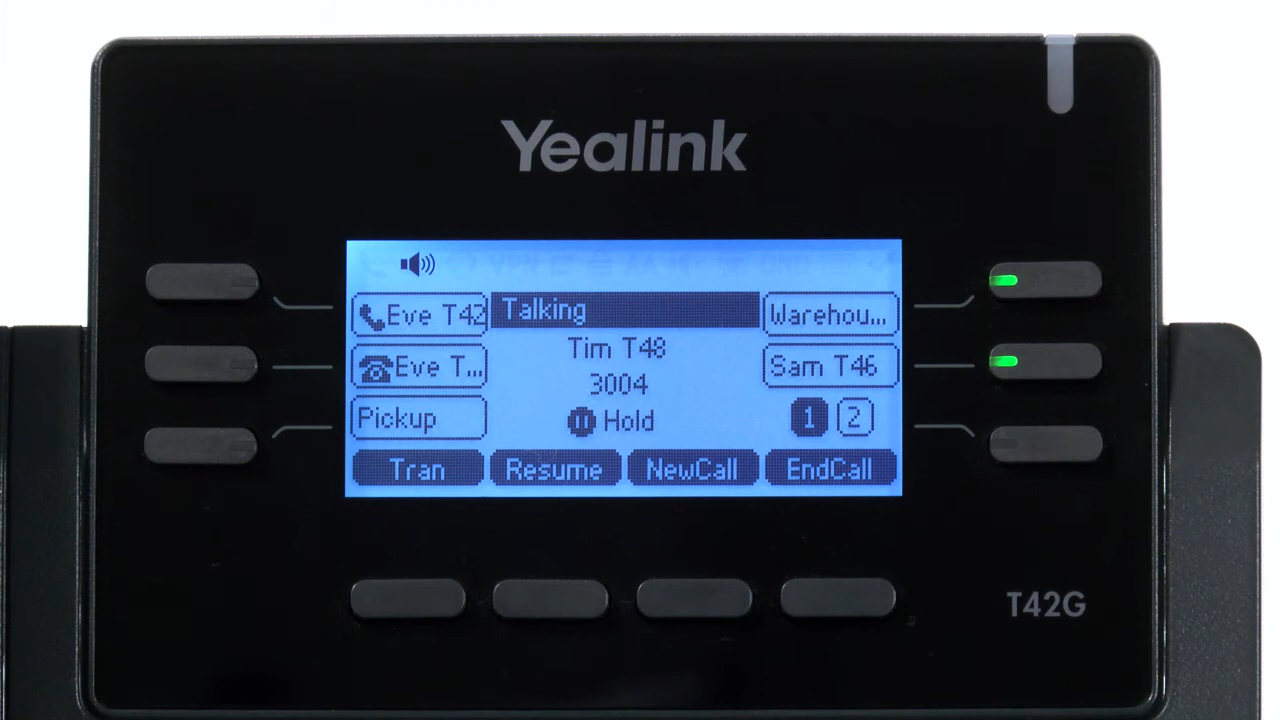 Yealink
Eve T42
Talking
Warehou...
Tim T48
Eve T...
Sam T46
3004
Pickup
Hold
1 2
Tran
Resume
NewCall
EndCall
T42G